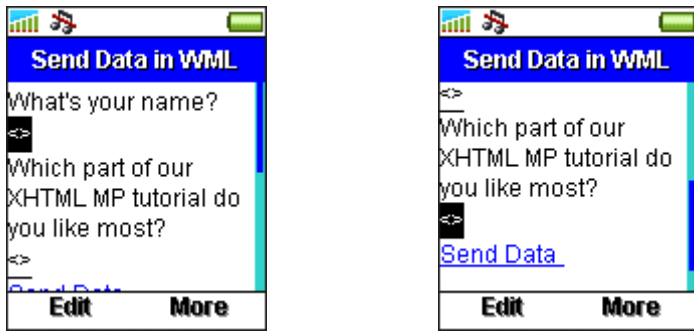 Send Data in WML
What's your name?
<>
Which part of our
XHTML MP tutorial do
you like most?
<>
Send Data
Edit More
Send Data in WML
<>
Which part of our
XHTML MP tutorial do
you like most?
<>
Send Data
Edit More